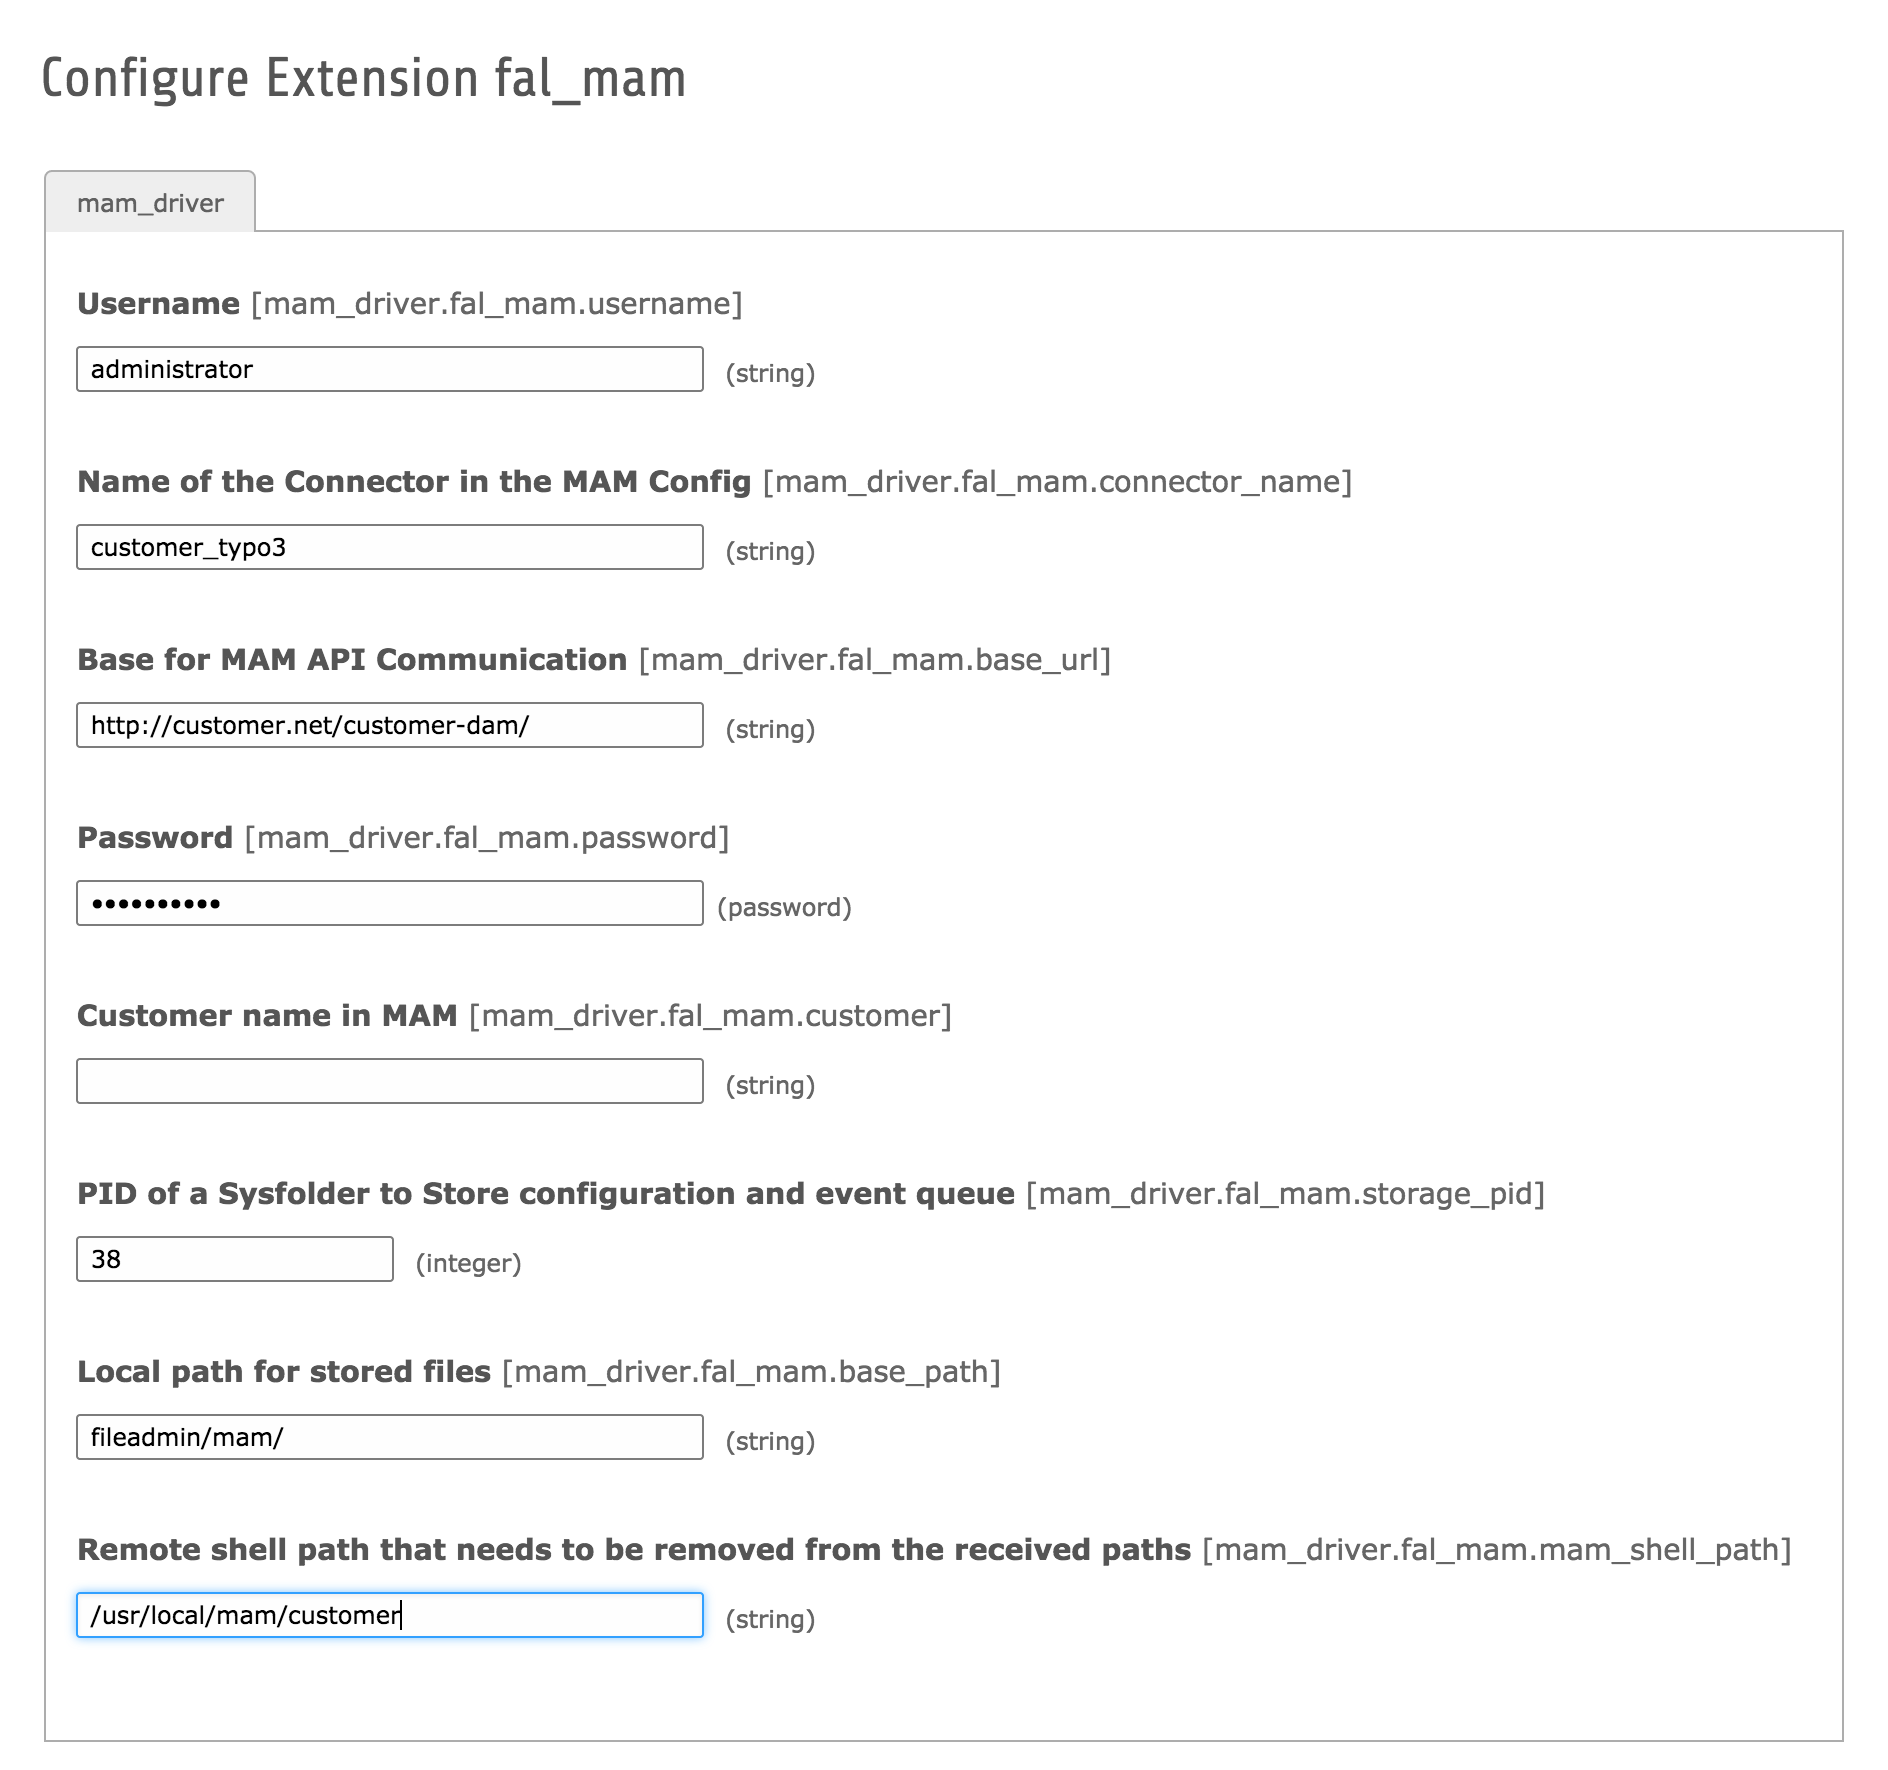 Configure Extension fal_mam
mam_driver
Username [mam_driver.fal_mam.username]
administrator (string)
Name of the Connector in the MAM Config [mam_driver.fal_mam.connector_name]
customer_typo3 (string)
Base for MAM API Communication [mam_driver.fal_mam.base_url]
http://customer.net/customer-dam/ (string)
Password [mam_driver.fal_mam.password]
•••••••••• (password)
Customer name in MAM [mam_driver.fal_mam.customer]
(string)
PID of a Sysfolder to Store configuration and event queue [mam_driver.fal_mam.storage_pid]
38 (integer)
Local path for stored files [mam_driver.fal_mam.base_path]
fileadmin/mam/ (string)
Remote shell path that needs to be removed from the received paths [mam_driver.fal_mam.mam_shell_path]
/usr/local/mam/customer (string)